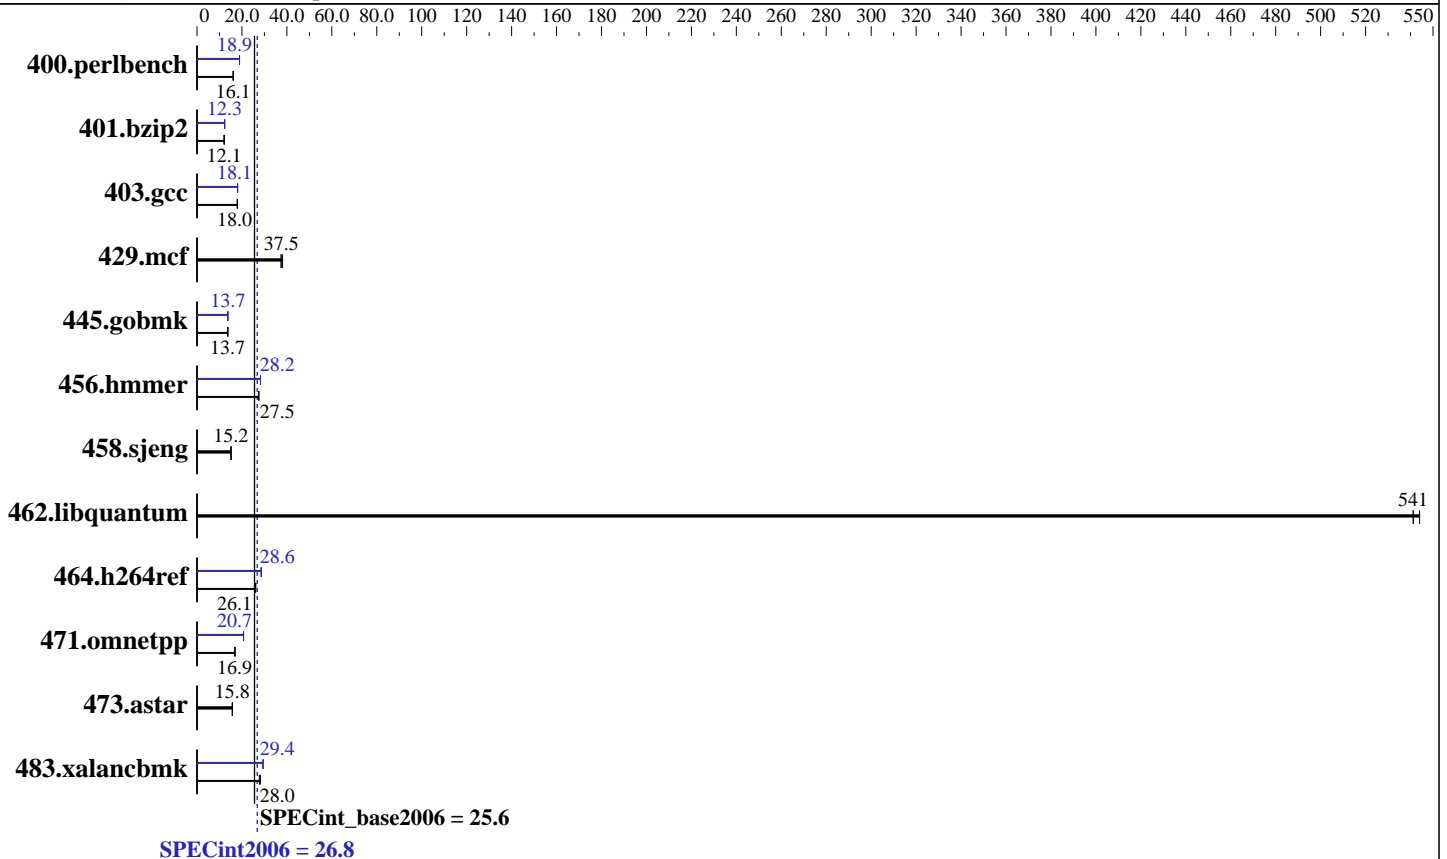 0 20.0 40.0 60.0 80.0 100 120 140 160 180 200 220 240 260 280 300 320 340 360 380 400 420 440 460 480 500 520 550
18.9
400.perlbench
16.1
12.3
401.bzip2
12.1
18.1
403.gcc
18.0
37.5
429.mcf
13.7
445.gobmk
13.7
28.2
456.hmmer
27.5
15.2
458.sjeng
541
462.libquantum
28.6
464.h264ref
26.1
20.7
471.omnetpp
16.9
15.8
473.astar
29.4
483.xalancbmk
28.0
SPECint_base2006 = 25.6
SPECint2006 = 26.8